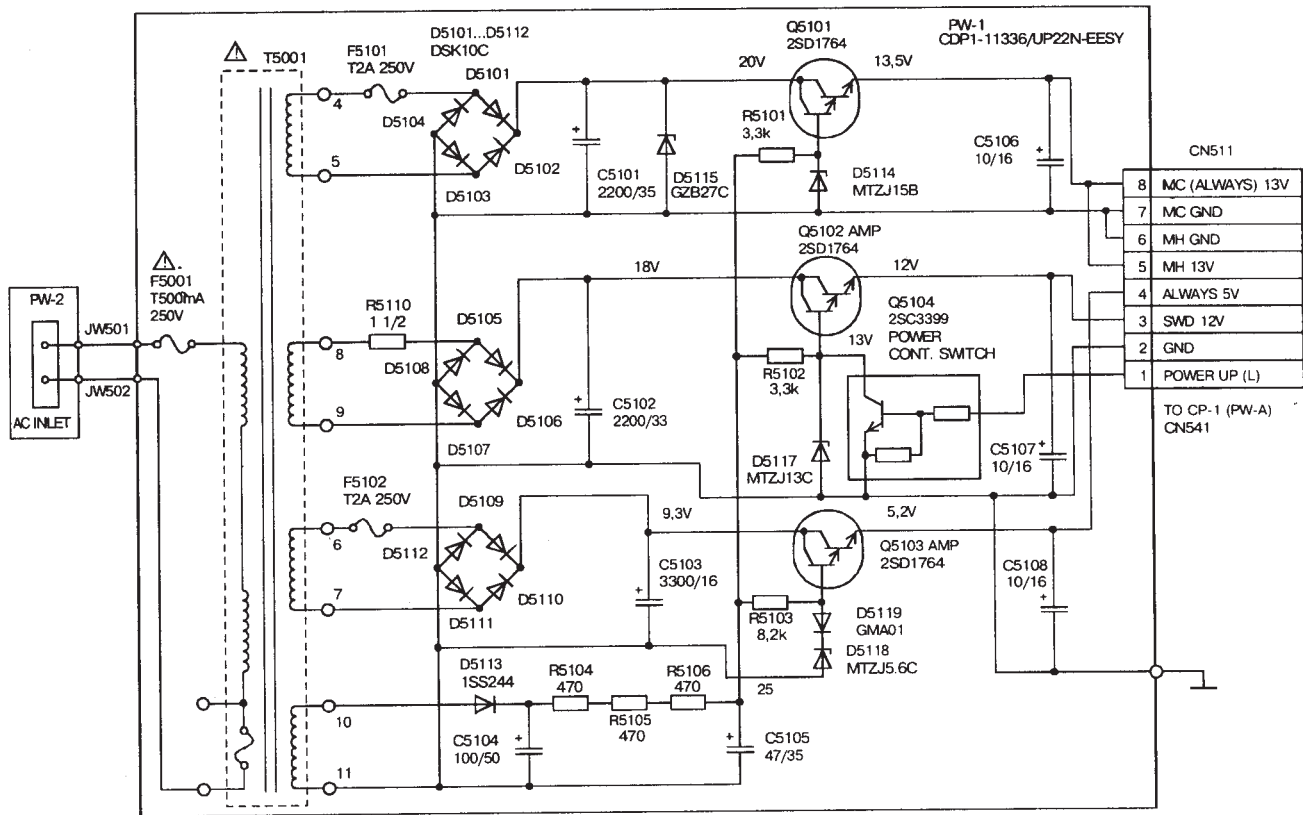 PW-1
CDP1-11336/UP22N-EESY
T5001
F5101
T2A 250V
D5101...D5112
DSK10C
D5101
D5104
D5102
D5103
4
5
20V
Q5101
2SD1764
13,5V
R5101
3,3k
C5101
2200/35
D5115
GZB27C
D5114
MTZJ15B
C5106
10/16
+
+
CN511
8 MC (ALWAYS) 13V
7 MC GND
6 MH GND
5 MH 13V
4 ALWAYS 5V
3 SWD 12V
2 GND
1 POWER UP (L)
TO CP-1 (PW-A)
CN541
PW-2
AC INLET
JW501
JW502
F5001
T500mA
250V
R5110
1 1/2
8
9
D5105
D5108
D5106
D5107
18V
Q5102 AMP
2SD1764
12V
13V
Q5104
2SC3399
POWER
CONT. SWITCH
R5102
3,3k
C5102
2200/33
+
D5117
MTZJ13C
C5107
10/16
+
F5102
T2A 250V
6
7
D5109
D5112
D5110
D5111
9,3V
5,2V
Q5103 AMP
2SD1764
C5103
3300/16
+
R5103
8,2k
D5119
GMA01
D5118
MTZJ5.6C
C5108
10/16
+
25
D5113
1SS244
R5104
470
R5105
470
R5106
470
10
11
C5104
100/50
+
C5105
47/35
+